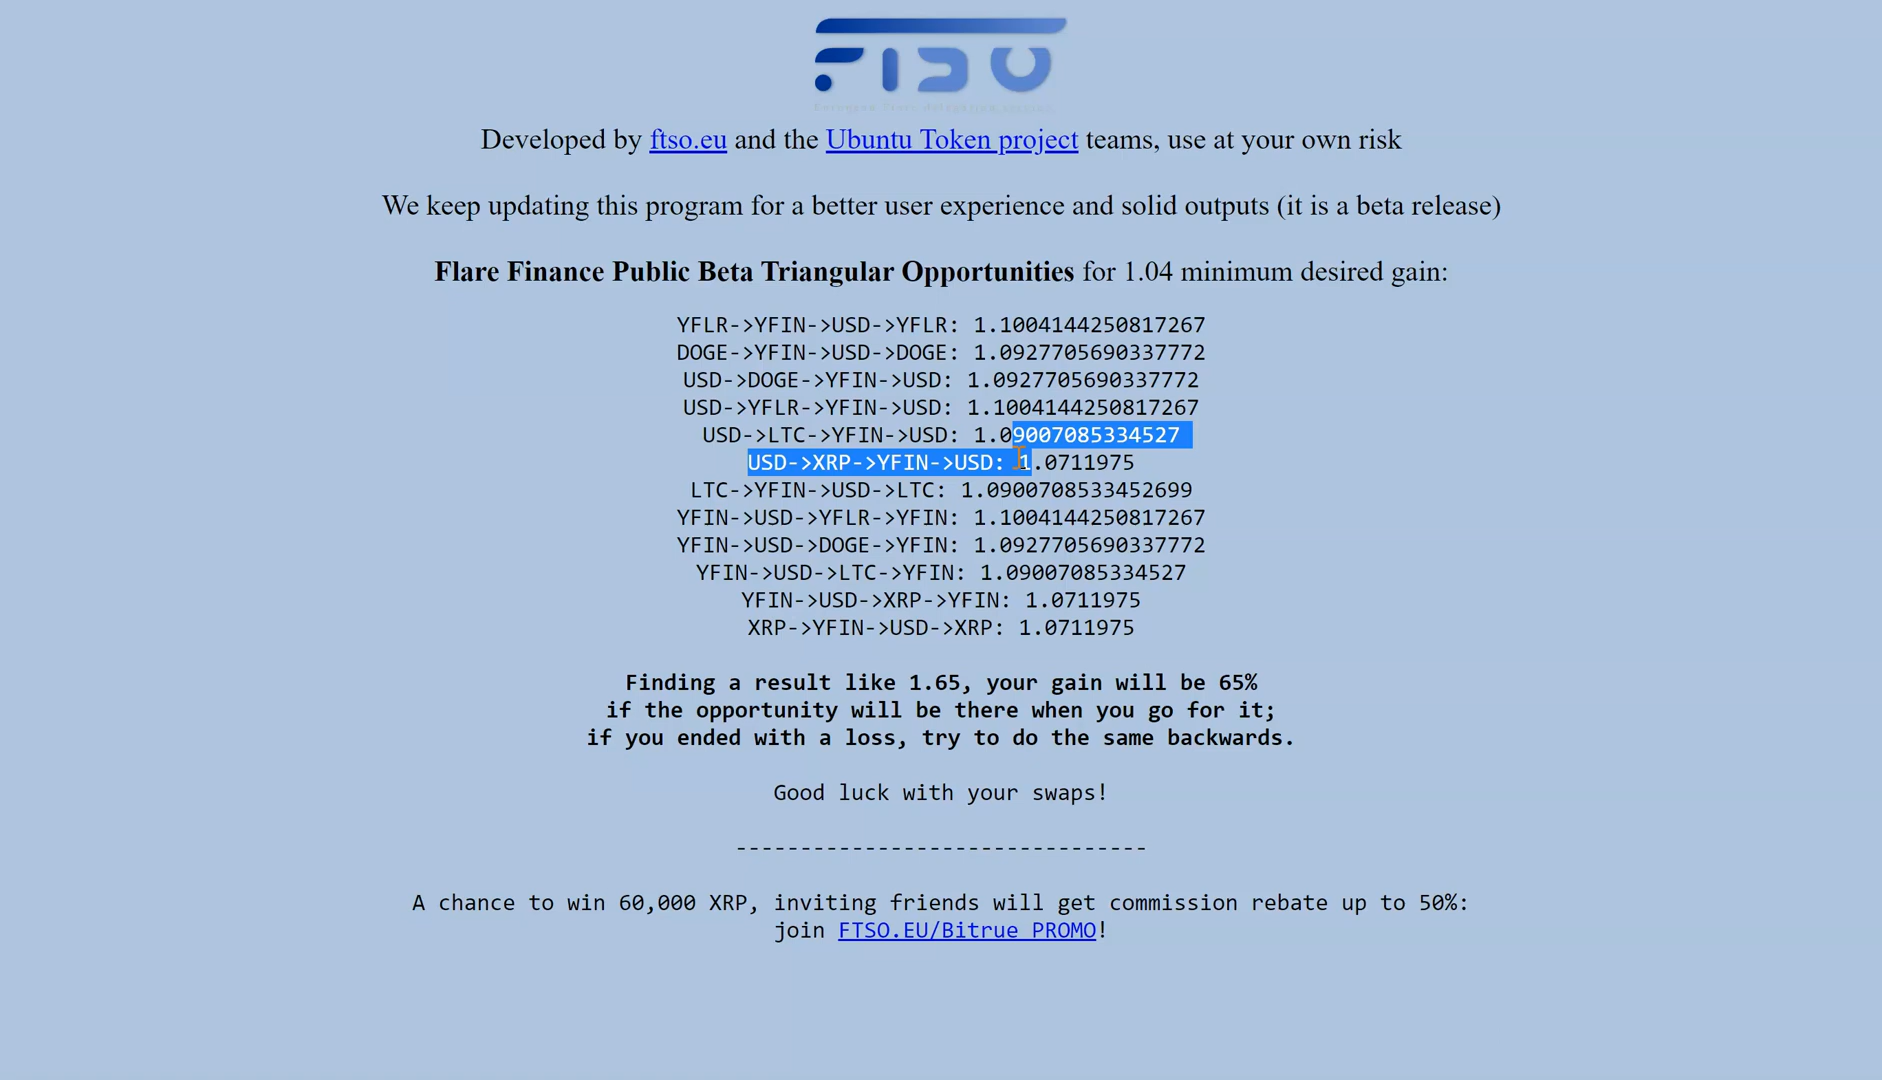 FTSO
Developed by ftso.eu and the Ubuntu Token project teams, use at your own risk
We keep updating this program for a better user experience and solid outputs (it is a beta release)
Flare Finance Public Beta Triangular Opportunities for 1.04 minimum desired gain:
YFLR->YFIN->USD->YFLR: 1.1004144250817267
DOGE->YFIN->USD->DOGE: 1.0927705690337772
USD->DOGE->YFIN->USD: 1.0927705690337772
USD->YFLR->YFIN->USD: 1.1004144250817267
USD->LTC->YFIN->USD: 1.09007085334527
USD->XRP->YFIN->USD: 1.0711975
LTC->YFIN->USD->LTC: 1.0900708533452699
YFIN->USD->YFLR->YFIN: 1.1004144250817267
YFIN->USD->DOGE->YFIN: 1.0927705690337772
YFIN->USD->LTC->YFIN: 1.09007085334527
YFIN->USD->XRP->YFIN: 1.0711975
XRP->YFIN->USD->XRP: 1.0711975
Finding a result like 1.65, your gain will be 65%
if the opportunity will be there when you go for it;
if you ended with a loss, try to do the same backwards.
Good luck with your swaps!
--------------------------------
A chance to win 60,000 XRP, inviting friends will get commission rebate up to 50%:
join FTSO.EU/Bitrue PROMO!